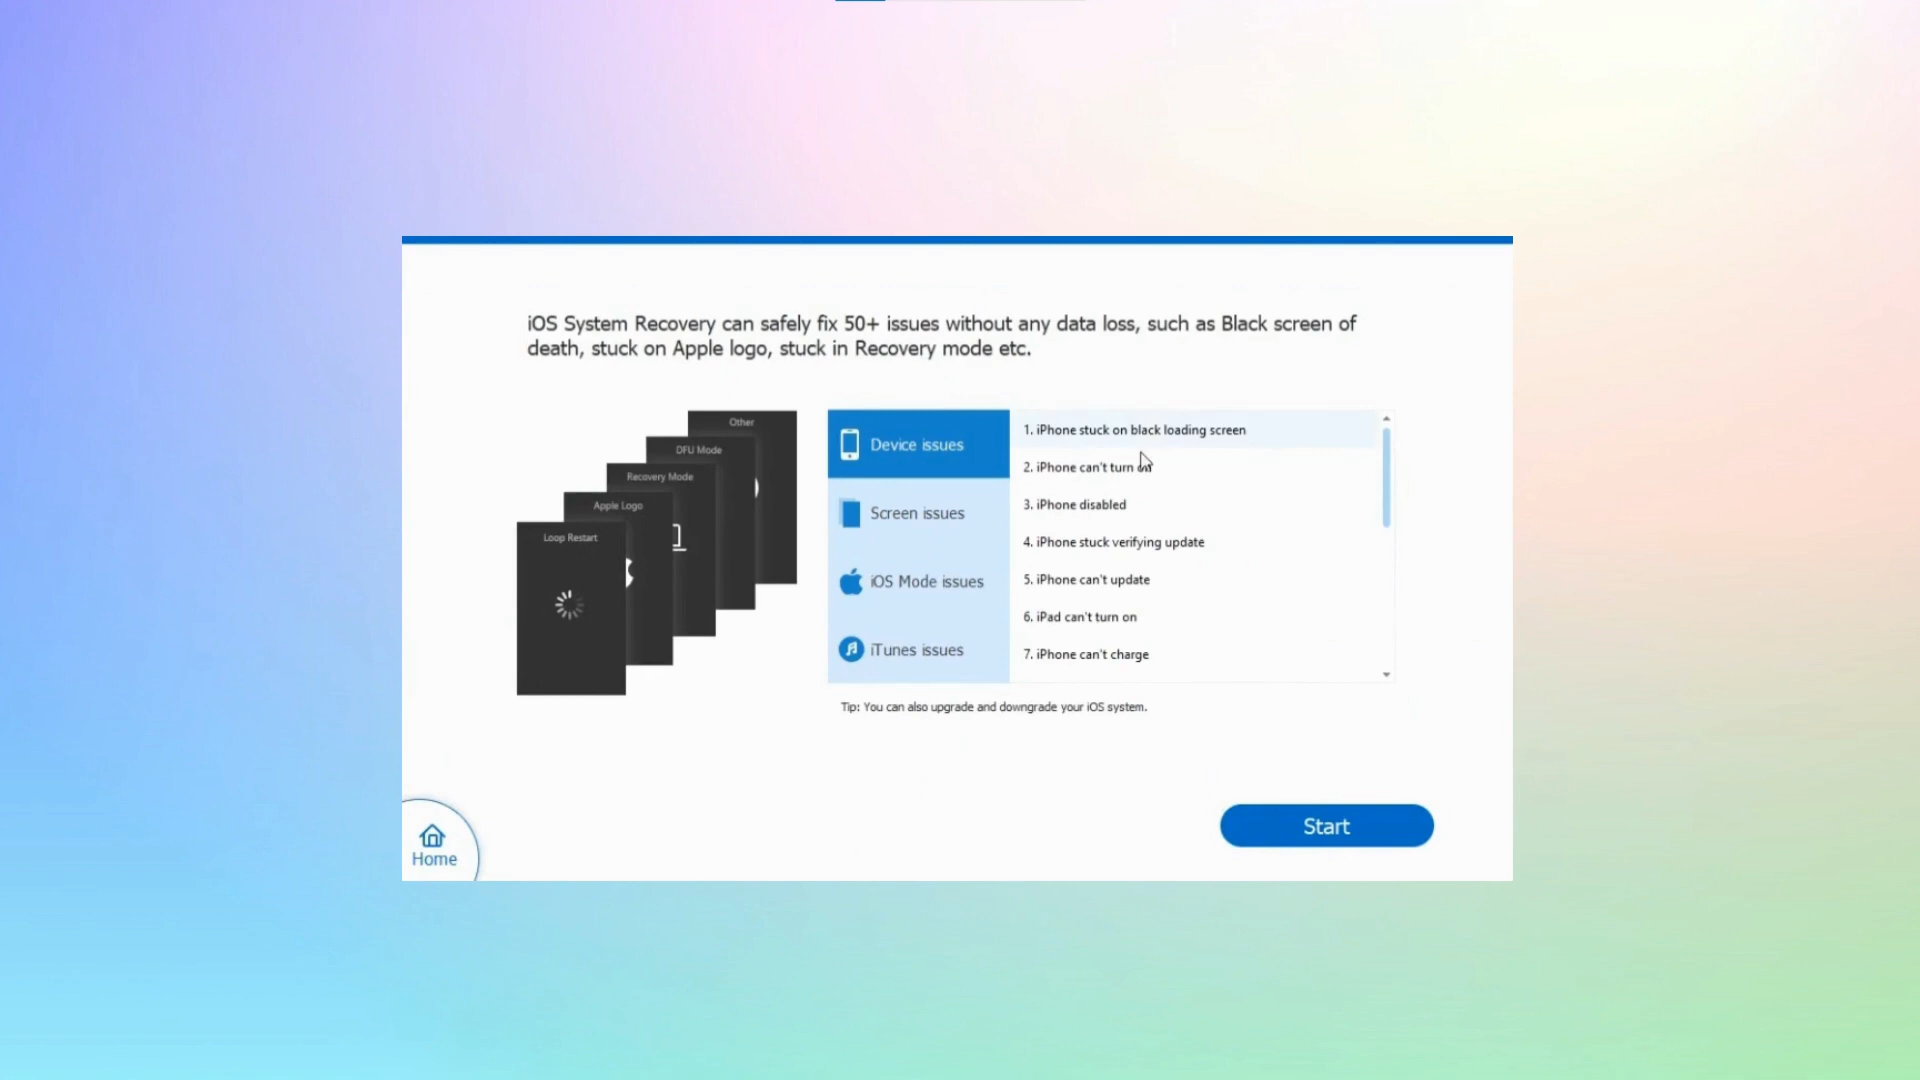 iOS System Recovery can safely fix 50+ issues without any data loss, such as Black screen of
death, stuck on Apple logo, stuck in Recovery mode etc.
Other
DFU Mode
Recovery Mode
Apple Logo
Loop Restart
Device issues
Screen issues
iOS Mode issues
iTunes issues
1. iPhone stuck on black loading screen
2. iPhone can't turn on
3. iPhone disabled
4. iPhone stuck verifying update
5. iPhone can't update
6. iPad can't turn on
7. iPhone can't charge
Tip: You can also upgrade and downgrade your iOS system.
Home
Start